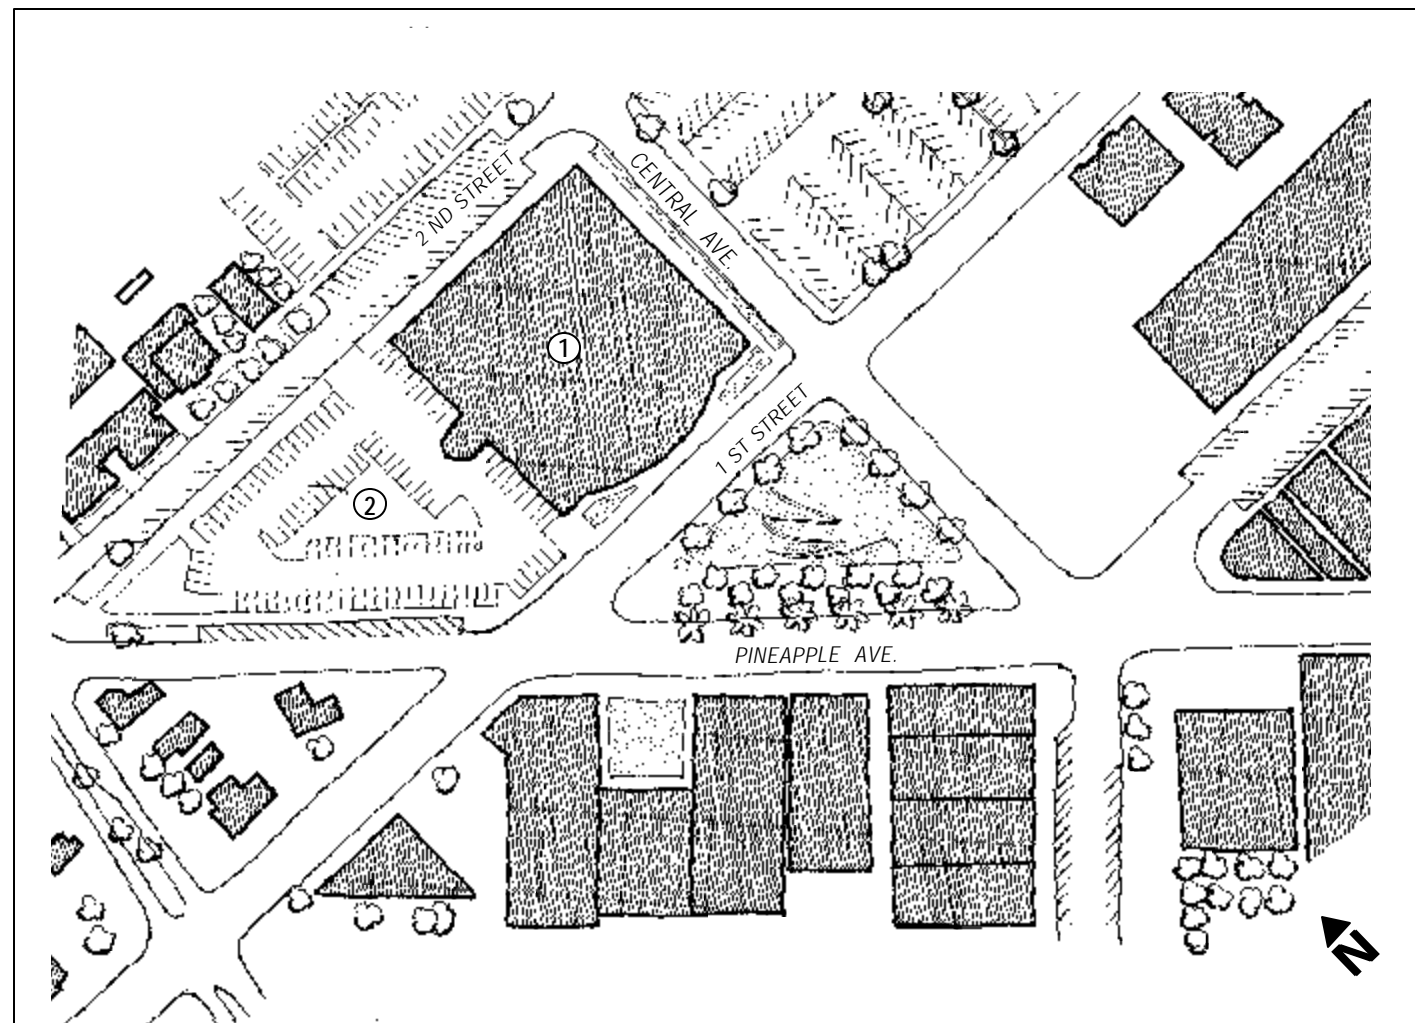 2 ND STREET
CENTRAL AVE.
1
1 ST STREET
2
PINEAPPLE AVE.
N